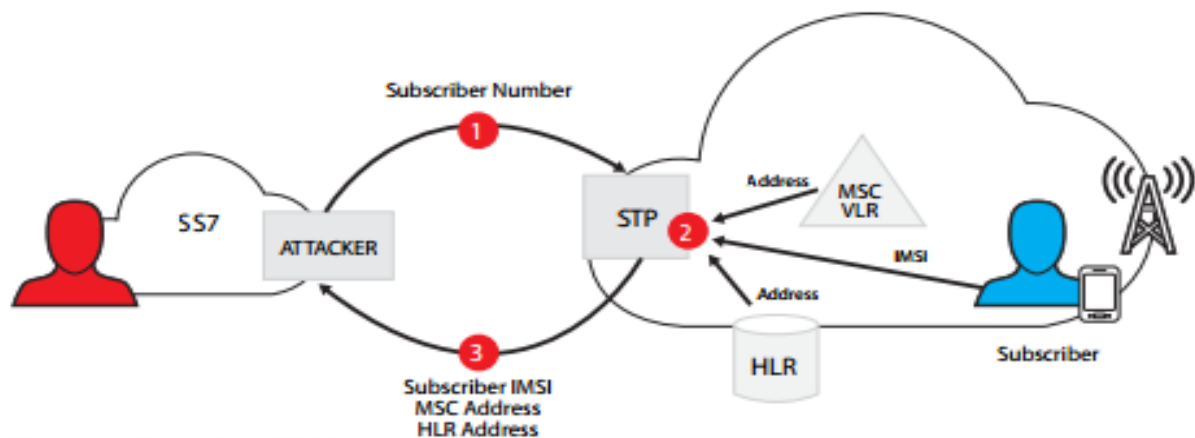 Subscriber Number
1
SS7
ATTACKER
STP
2
Address
MSC
VLR
IMSI
Address
HLR
Subscriber
3
Subscriber IMSI
MSC Address
HLR Address